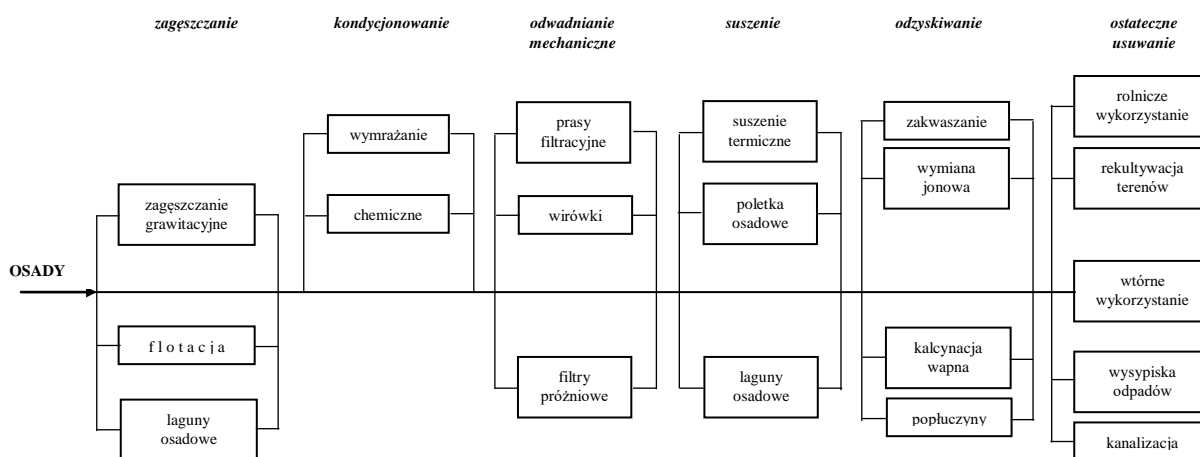 zagęszczanie
kondycjonowanie
odwadnianie
mechaniczne
suszenie
odzyskiwanie
ostateczne
usuwanie
OSADY
zagęszczanie
grawitacyjne
f l o t a c j a
laguny
osadowe
wymrażanie
chemiczne
prasy
filtracyjne
wirówki
filtry
próżniowe
suszenie
termiczne
poletka
osadowe
laguny
osadowe
zakwaszanie
wymiana
jonowa
kalcynacja
wapna
popłuczyny
rolnicze
wykorzystanie
rekultywacja
terenów
wtórne
wykorzystanie
wysypiska
odpadów
kanalizacja